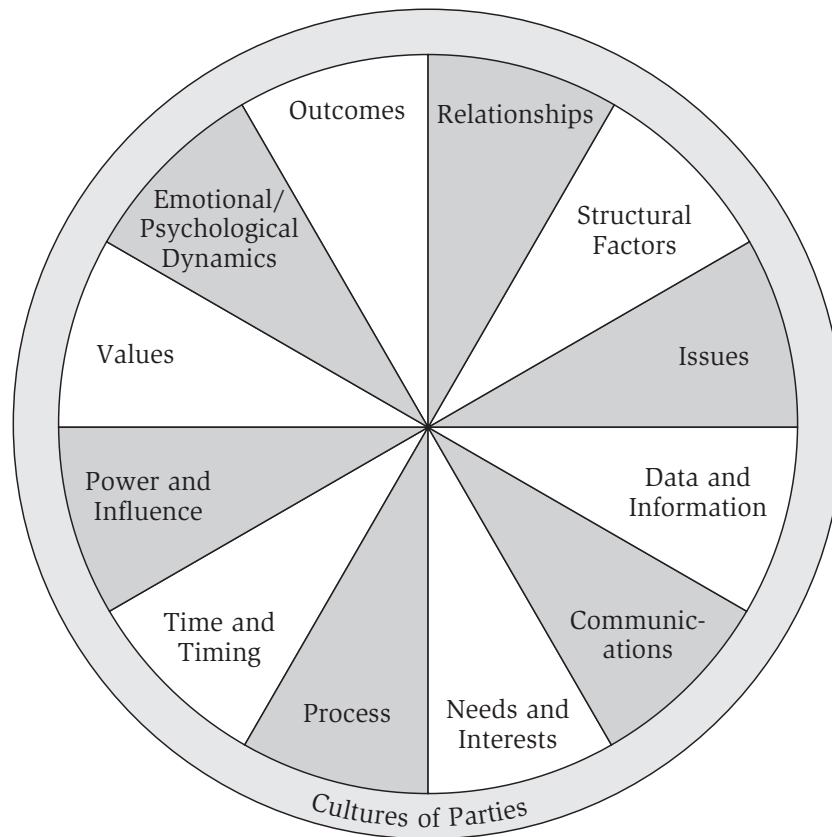 Outcomes
Relationships
Structural
Factors
Issues
Data and
Information
Communic-
ations
Needs and
Interests
Process
Time and
Timing
Power and
Influence
Values
Emotional/
Psychological
Dynamics
Cultures of Parties